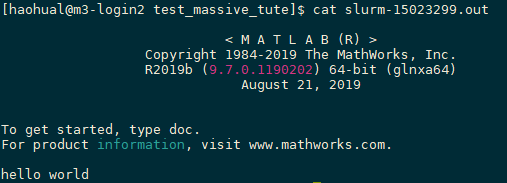 [haohual@m3-login2 test_massive_tute]$ cat slurm-15023299.out
< M A T L A B (R) >
Copyright 1984-2019 The MathWorks, Inc.
R2019b (9.7.0.1190202) 64-bit (glnxa64)
August 21, 2019
To get started, type doc.
For product information, visit www.mathworks.com.
hello world